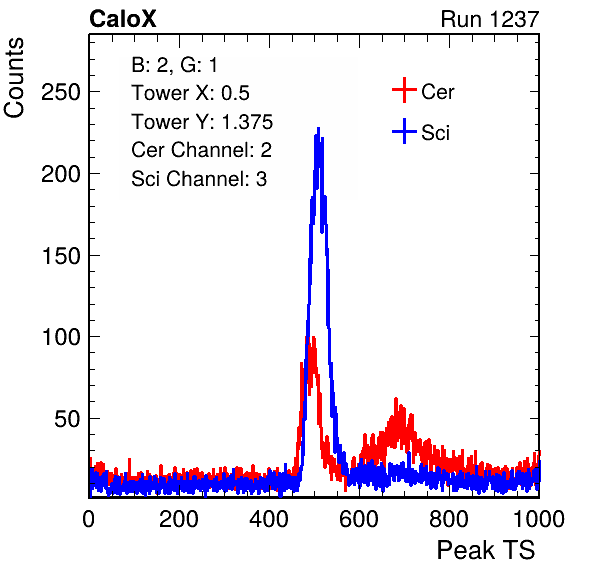 CaloX Run 1237
Counts
B: 2, G: 1
Tower X: 0.5
Tower Y: 1.375
Cer Channel: 2
Sci Channel: 3
Cer
Sci
250
200
150
100
50
0 200 400 600 800 1000
Peak TS